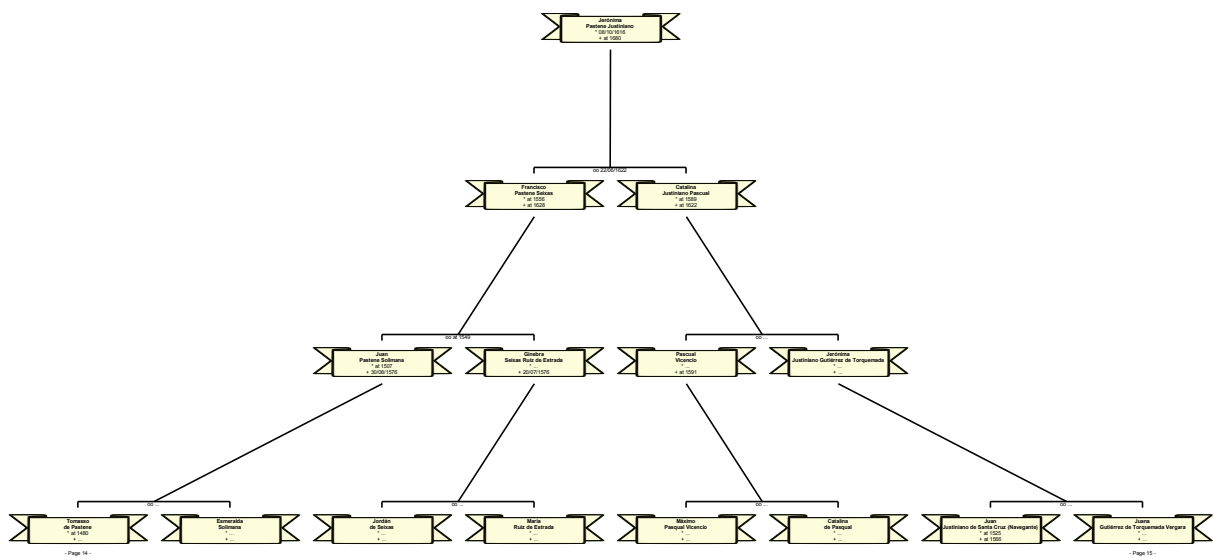 Jerónima
Pastene Justiniano
* 08/10/1616
+ at 1680
oo 22/06/1622
Francisco
Pastene Seixas
* at 1556
+ at 1628
Catalina
Justiniano Pascual
* at 1589
+ at 1622
oo at 1549
oo ...
Juan
Pastene Solimana
* at 1507
+ 30/08/1576
Ginebra
Seixas Ruiz de Estrada
* ...
+ 20/07/1576
Pascual
Vicencio
* ...
+ at 1591
Jerónima
Justiniano Gutiérrez de Torquemada
* ...
+ ...
oo ...
oo ...
oo ...
oo ...
Tomasso
de Pastene
* at 1480
+ ...
Esmeralda
Solimana
* ...
+ ...
Jordán
de Seixas
* ...
+ ...
María
Ruiz de Estrada
* ...
+ ...
Máximo
Pasqual Vicencio
* ...
+ ...
Catalina
de Pasqual
* ...
+ ...
Juan
Justiniano de Santa Cruz (Navegante)
* at 1525
+ at 1566
Juana
Gutiérrez de Torquemada Vergara
* ...
+ ...
- Page 14 -
- Page 15 -